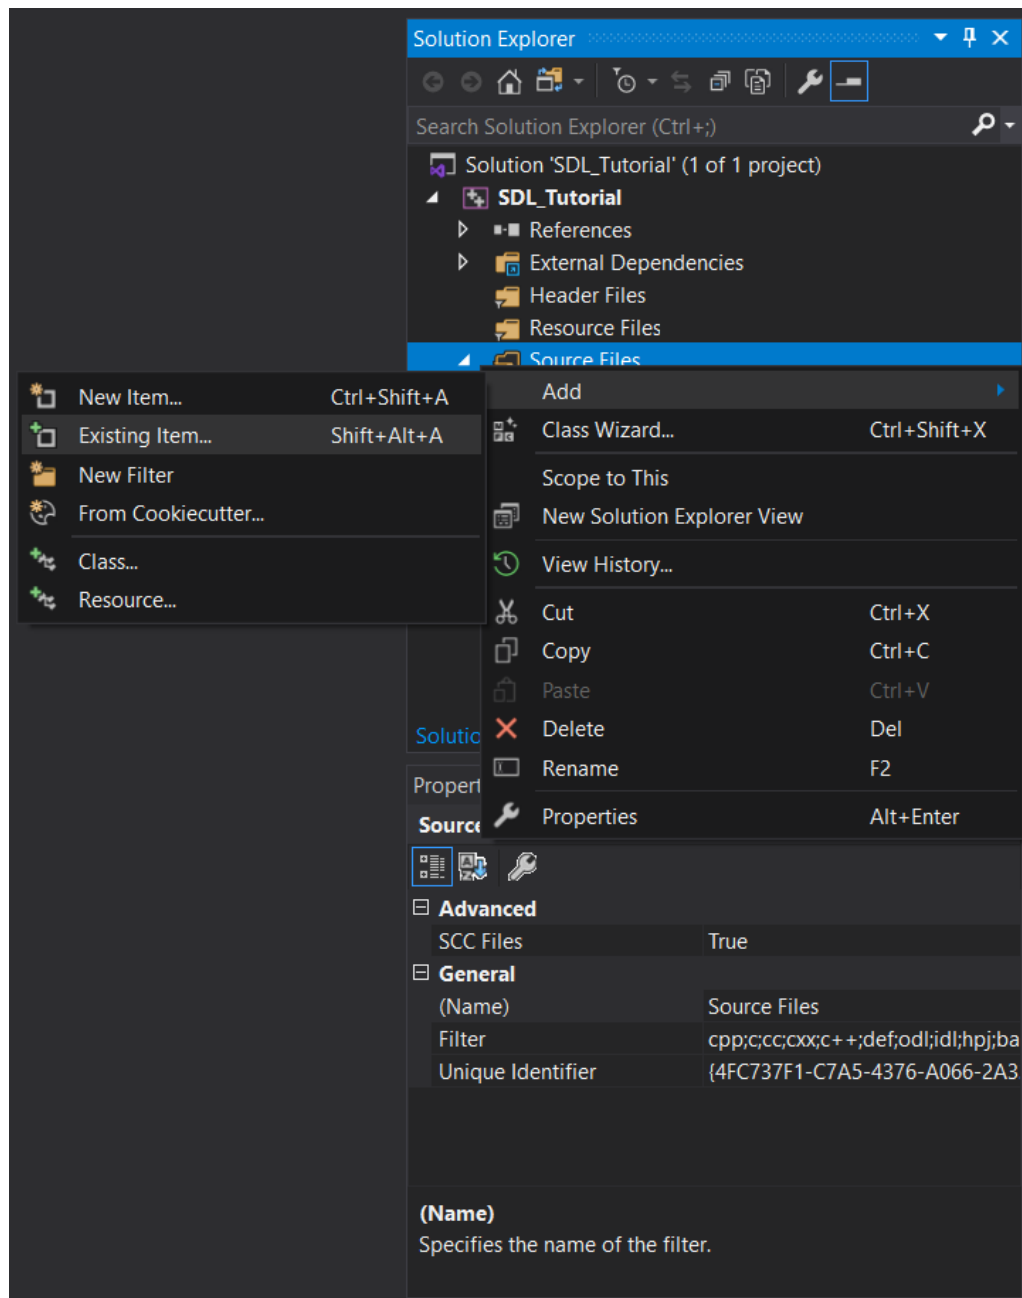 Solution Explorer
Search Solution Explorer (Ctrl+;)
Solution 'SDL_Tutorial' (1 of 1 project)
SDL_Tutorial
References
External Dependencies
Header Files
Resource Files
Source Files
New Item... Ctrl+Shift+A
Existing Item... Shift+Alt+A
New Filter
From Cookiecutter...
Class...
Resource...
Add
Class Wizard... Ctrl+Shift+X
Scope to This
New Solution Explorer View
View History...
Cut Ctrl+X
Copy Ctrl+C
Paste Ctrl+V
Delete Del
Rename F2
Properties Alt+Enter
Solutio
Propert
Source
Advanced
SCC Files True
General
(Name) Source Files
Filter cpp;c;cc;cxx;c++;def;odl;idl;hpj;ba
Unique Identifier {4FC737F1-C7A5-4376-A066-2A3
(Name)
Specifies the name of the filter.